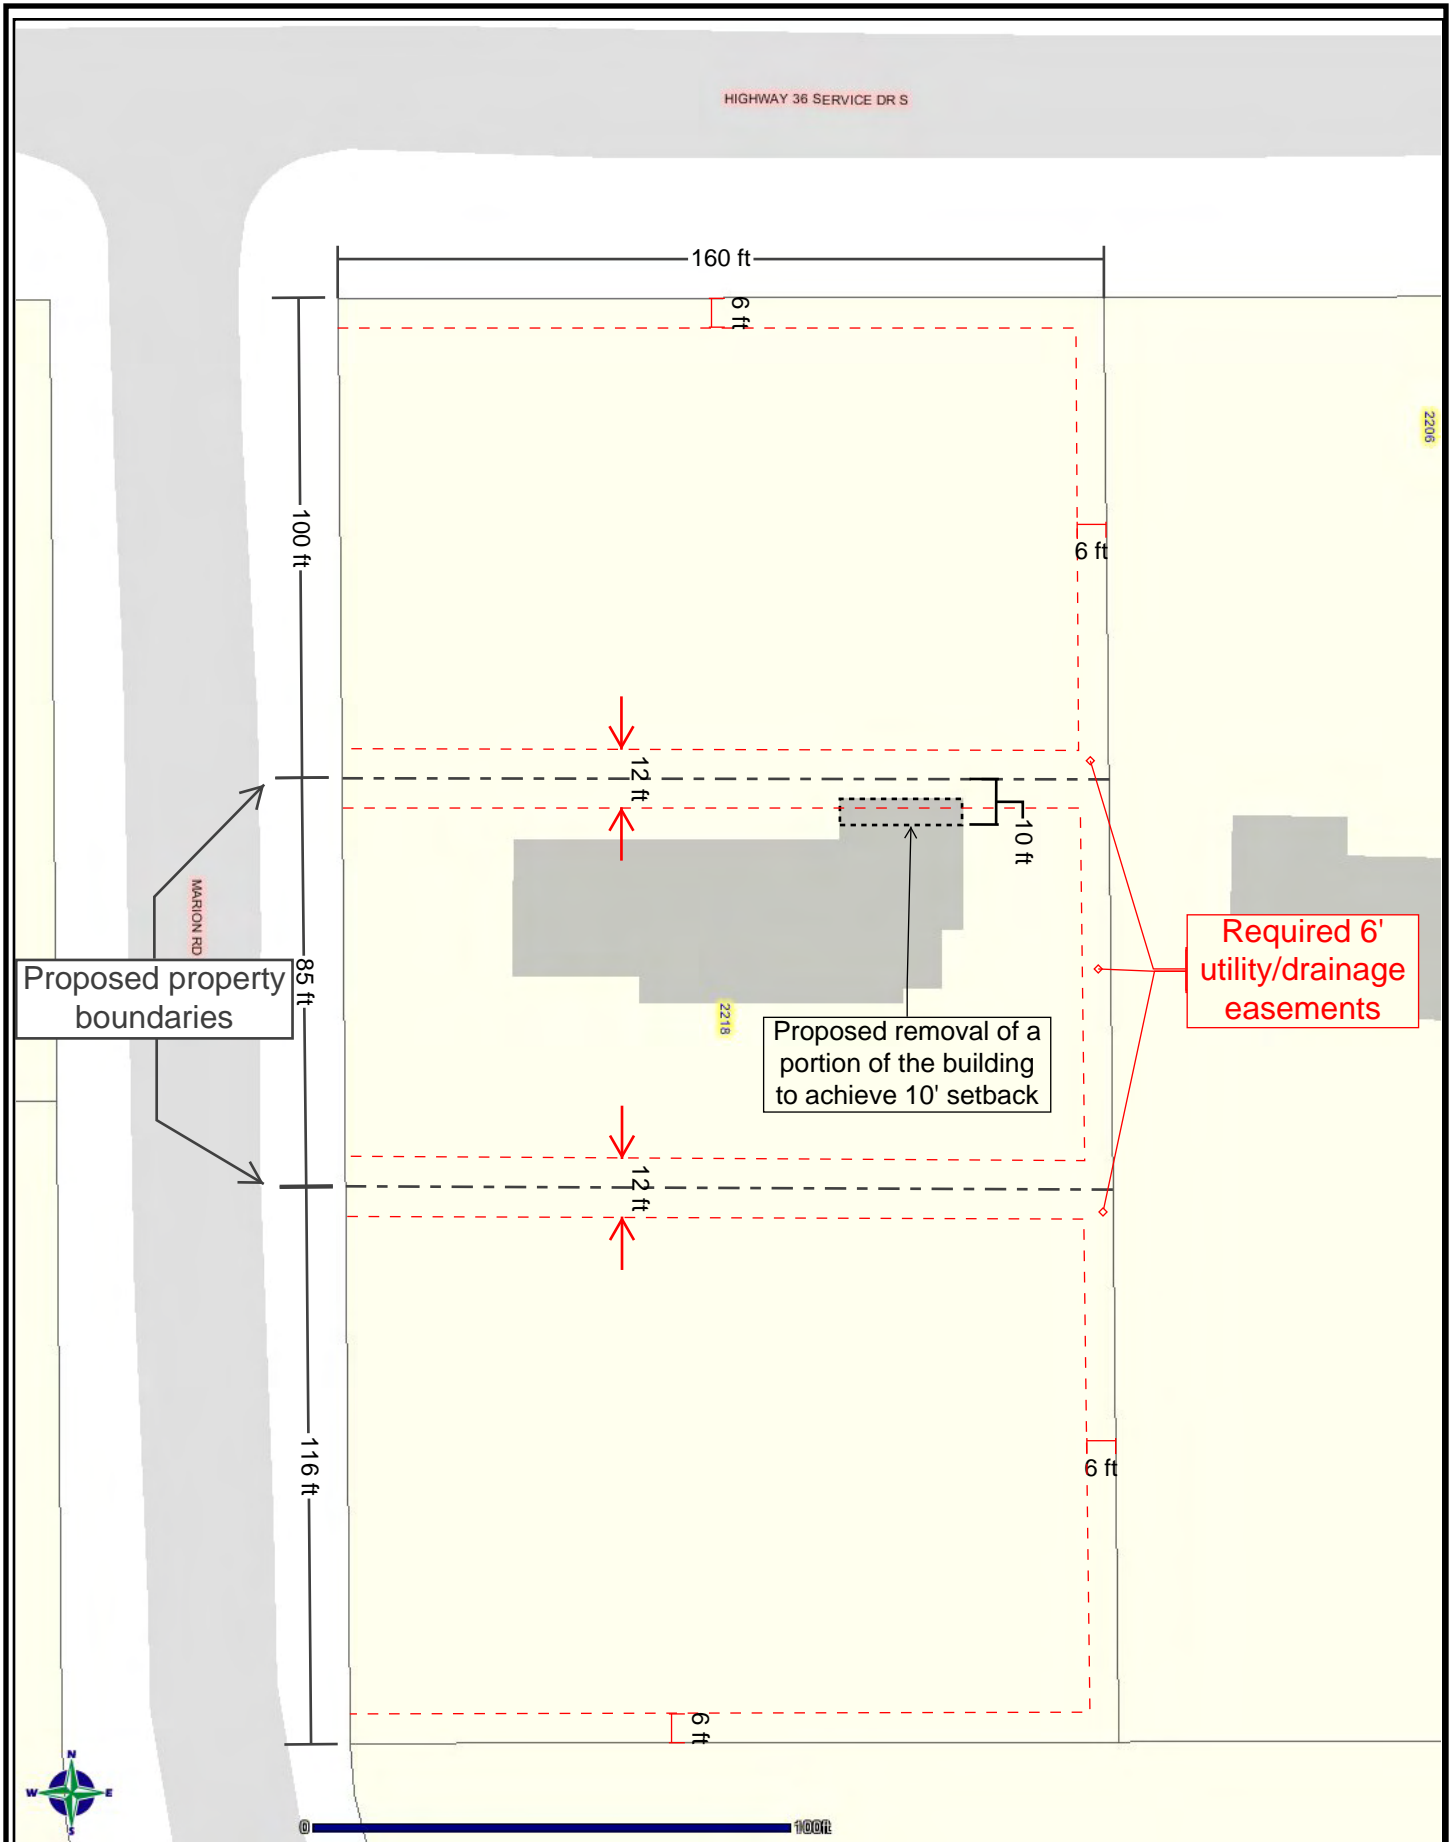 HIGHWAY 36 SERVICE DR S
160 ft
6 ft
2206
100 ft
6 ft
12 ft
10 ft
MARION RD
Proposed property
boundaries
85 ft
Required 6'
utility/drainage
easements
2218
Proposed removal of a
portion of the building
to achieve 10' setback
12 ft
116 ft
6 ft
6 ft
N
W
E
S
0
100ft